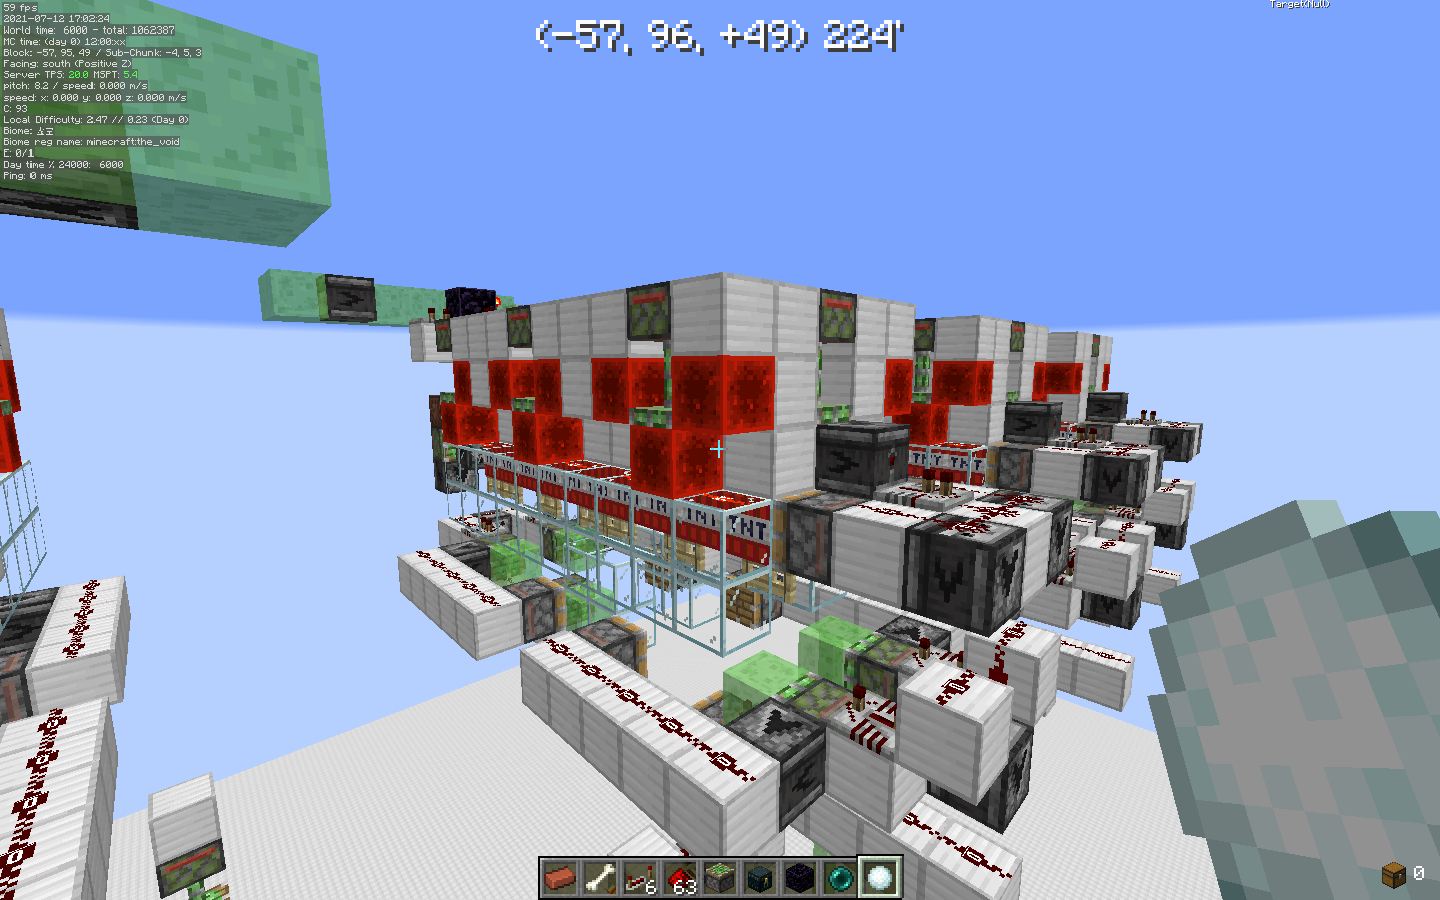 59 fps
2021-07-12 17:02:24
World time: 6000 - total: 1062387
MC time: (day 0) 12:00:xx
Block: -57, 95, 49 / Sub-Chunk: -4, 5, 3
Facing: south (Positive Z)
Server TPS: 20.0 MSPT: 5.4
pitch: 8.2 / speed: 0.000 m/s
speed: x: 0.000 y: 0.000 z: 0.000 m/s
C: 93
Local Difficulty: 2.47 // 0.23 (Day 0)
Biome:
Biome reg name: minecraft:the_void
E: 0/1
Day time % 24000: 6000
Ping: 0 ms
(-57, 96, +49) 224°
Target(Null)
TNT TNT
TNT
6
63
0